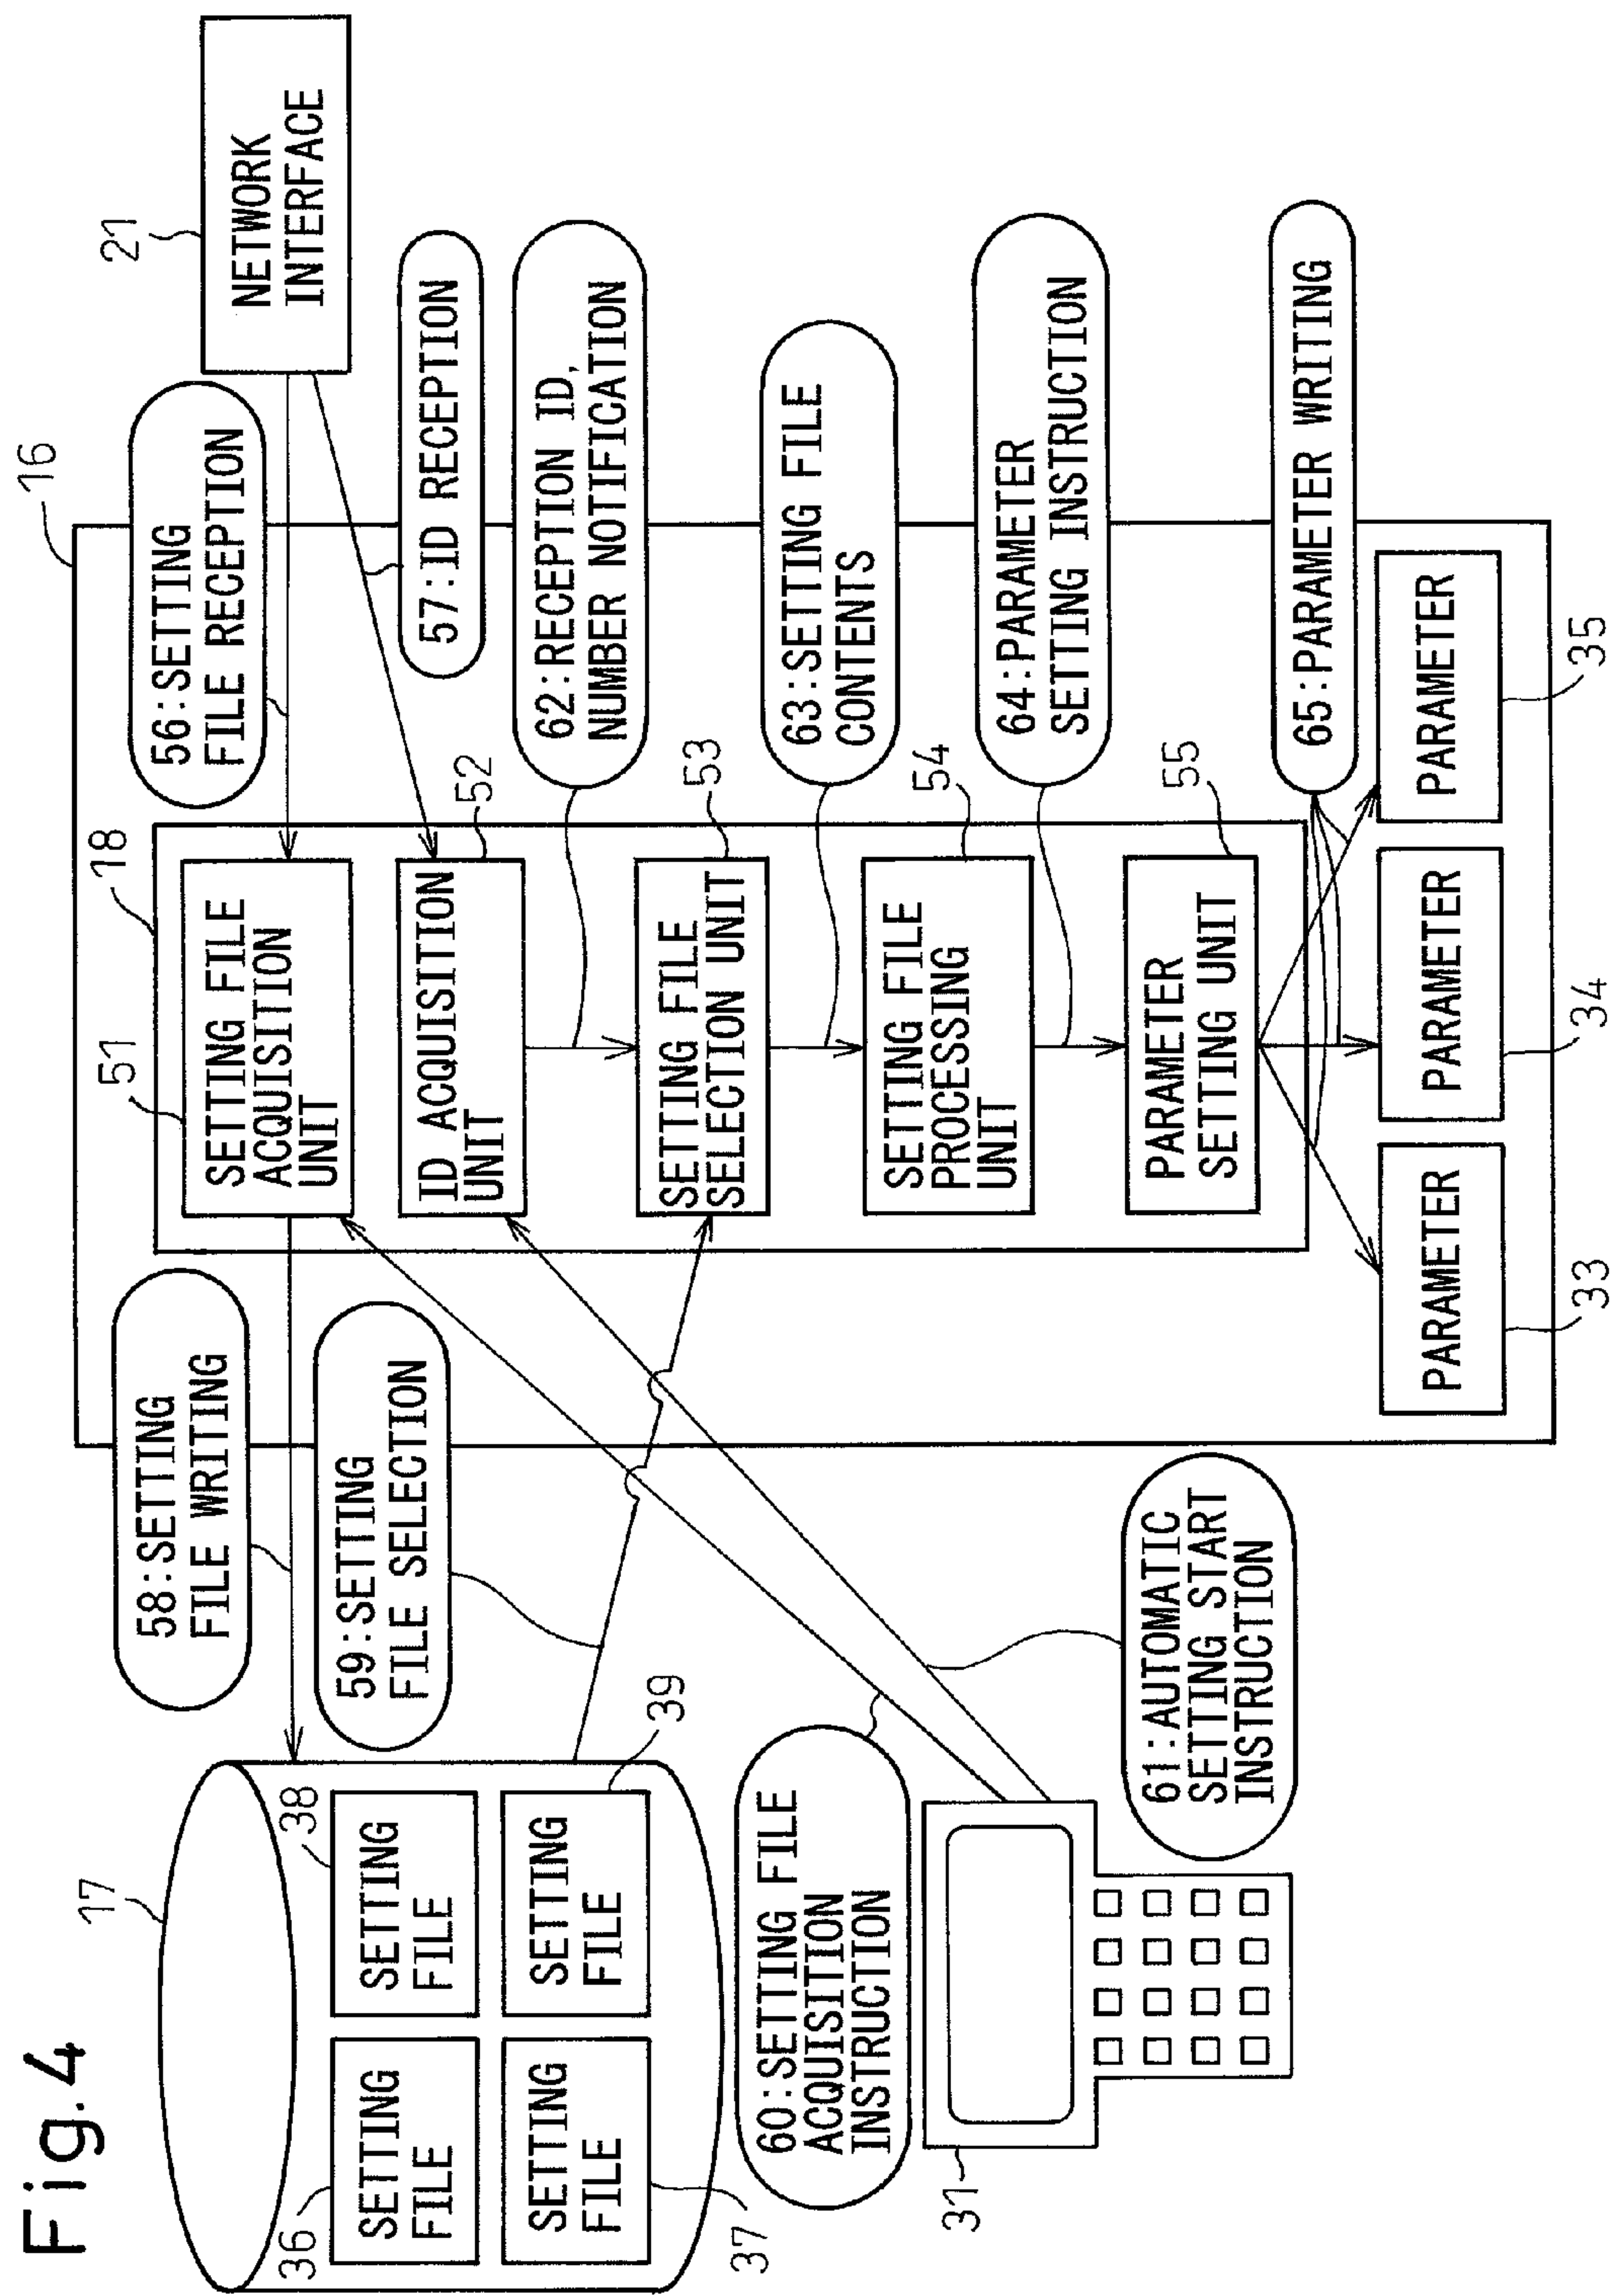 Fig.4
17
36
SETTING
FILE
38
SETTING
FILE
37
SETTING
FILE
39
SETTING
FILE
58:SETTING
FILE WRITING
59:SETTING
FILE SELECTION
60:SETTING FILE
ACQUISITION
INSTRUCTION
31
61:AUTOMATIC
SETTING START
INSTRUCTION
16
18
51
SETTING FILE
ACQUISITION
UNIT
52
ID ACQUISITION
UNIT
53
SETTING FILE
SELECTION UNIT
54
SETTING FILE
PROCESSING
UNIT
55
PARAMETER
SETTING UNIT
PARAMETER
33
PARAMETER
34
PARAMETER
35
56:SETTING
FILE RECEPTION
21
NETWORK
INTERFACE
57:ID RECEPTION
62:RECEPTION ID,
NUMBER NOTIFICATION
63:SETTING FILE
CONTENTS
64:PARAMETER
SETTING INSTRUCTION
65:PARAMETER WRITING